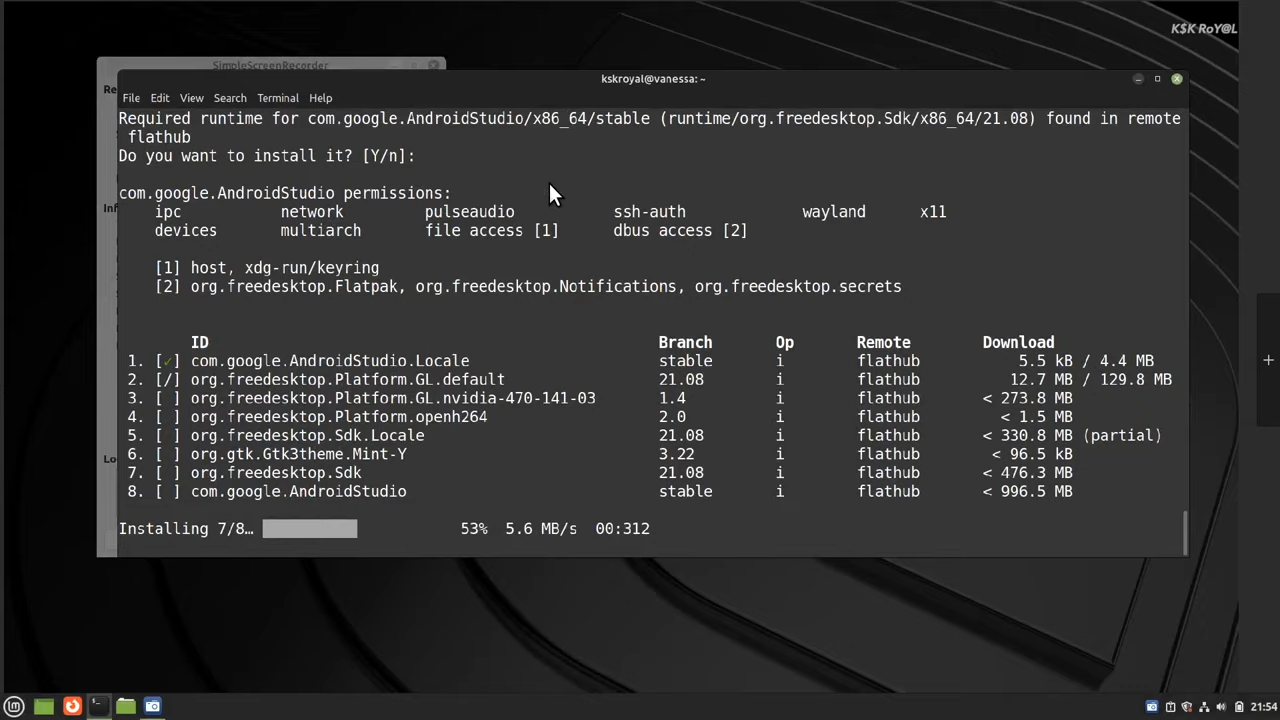 K$K RoY@L
SimpleScreenRecorder
kskroyal@vanessa: ~
File Edit View Search Terminal Help
Re
Required runtime for com.google.AndroidStudio/x86_64/stable (runtime/org.freedesktop.Sdk/x86_64/21.08) found in remote
flathub
Do you want to install it? [Y/n]:
com.google.AndroidStudio permissions:
Inf
ipc network pulseaudio ssh-auth wayland x11
devices multiarch file access [1] dbus access [2]
[1] host, xdg-run/keyring
[2] org.freedesktop.Flatpak, org.freedesktop.Notifications, org.freedesktop.secrets
ID Branch Op Remote Download
1. [✓] com.google.AndroidStudio.Locale stable i flathub 5.5 kB / 4.4 MB
2. [/] org.freedesktop.Platform.GL.default 21.08 i flathub 12.7 MB / 129.8 MB
3. [ ] org.freedesktop.Platform.GL.nvidia-470-141-03 1.4 i flathub < 273.8 MB
4. [ ] org.freedesktop.Platform.openh264 2.0 i flathub < 1.5 MB
5. [ ] org.freedesktop.Sdk.Locale 21.08 i flathub < 330.8 MB (partial)
6. [ ] org.gtk.Gtk3theme.Mint-Y 3.22 i flathub < 96.5 kB
Lo
7. [ ] org.freedesktop.Sdk 21.08 i flathub < 476.3 MB
8. [ ] com.google.AndroidStudio stable i flathub < 996.5 MB
Installing 7/8… 53% 5.6 MB/s 00:312
21:54